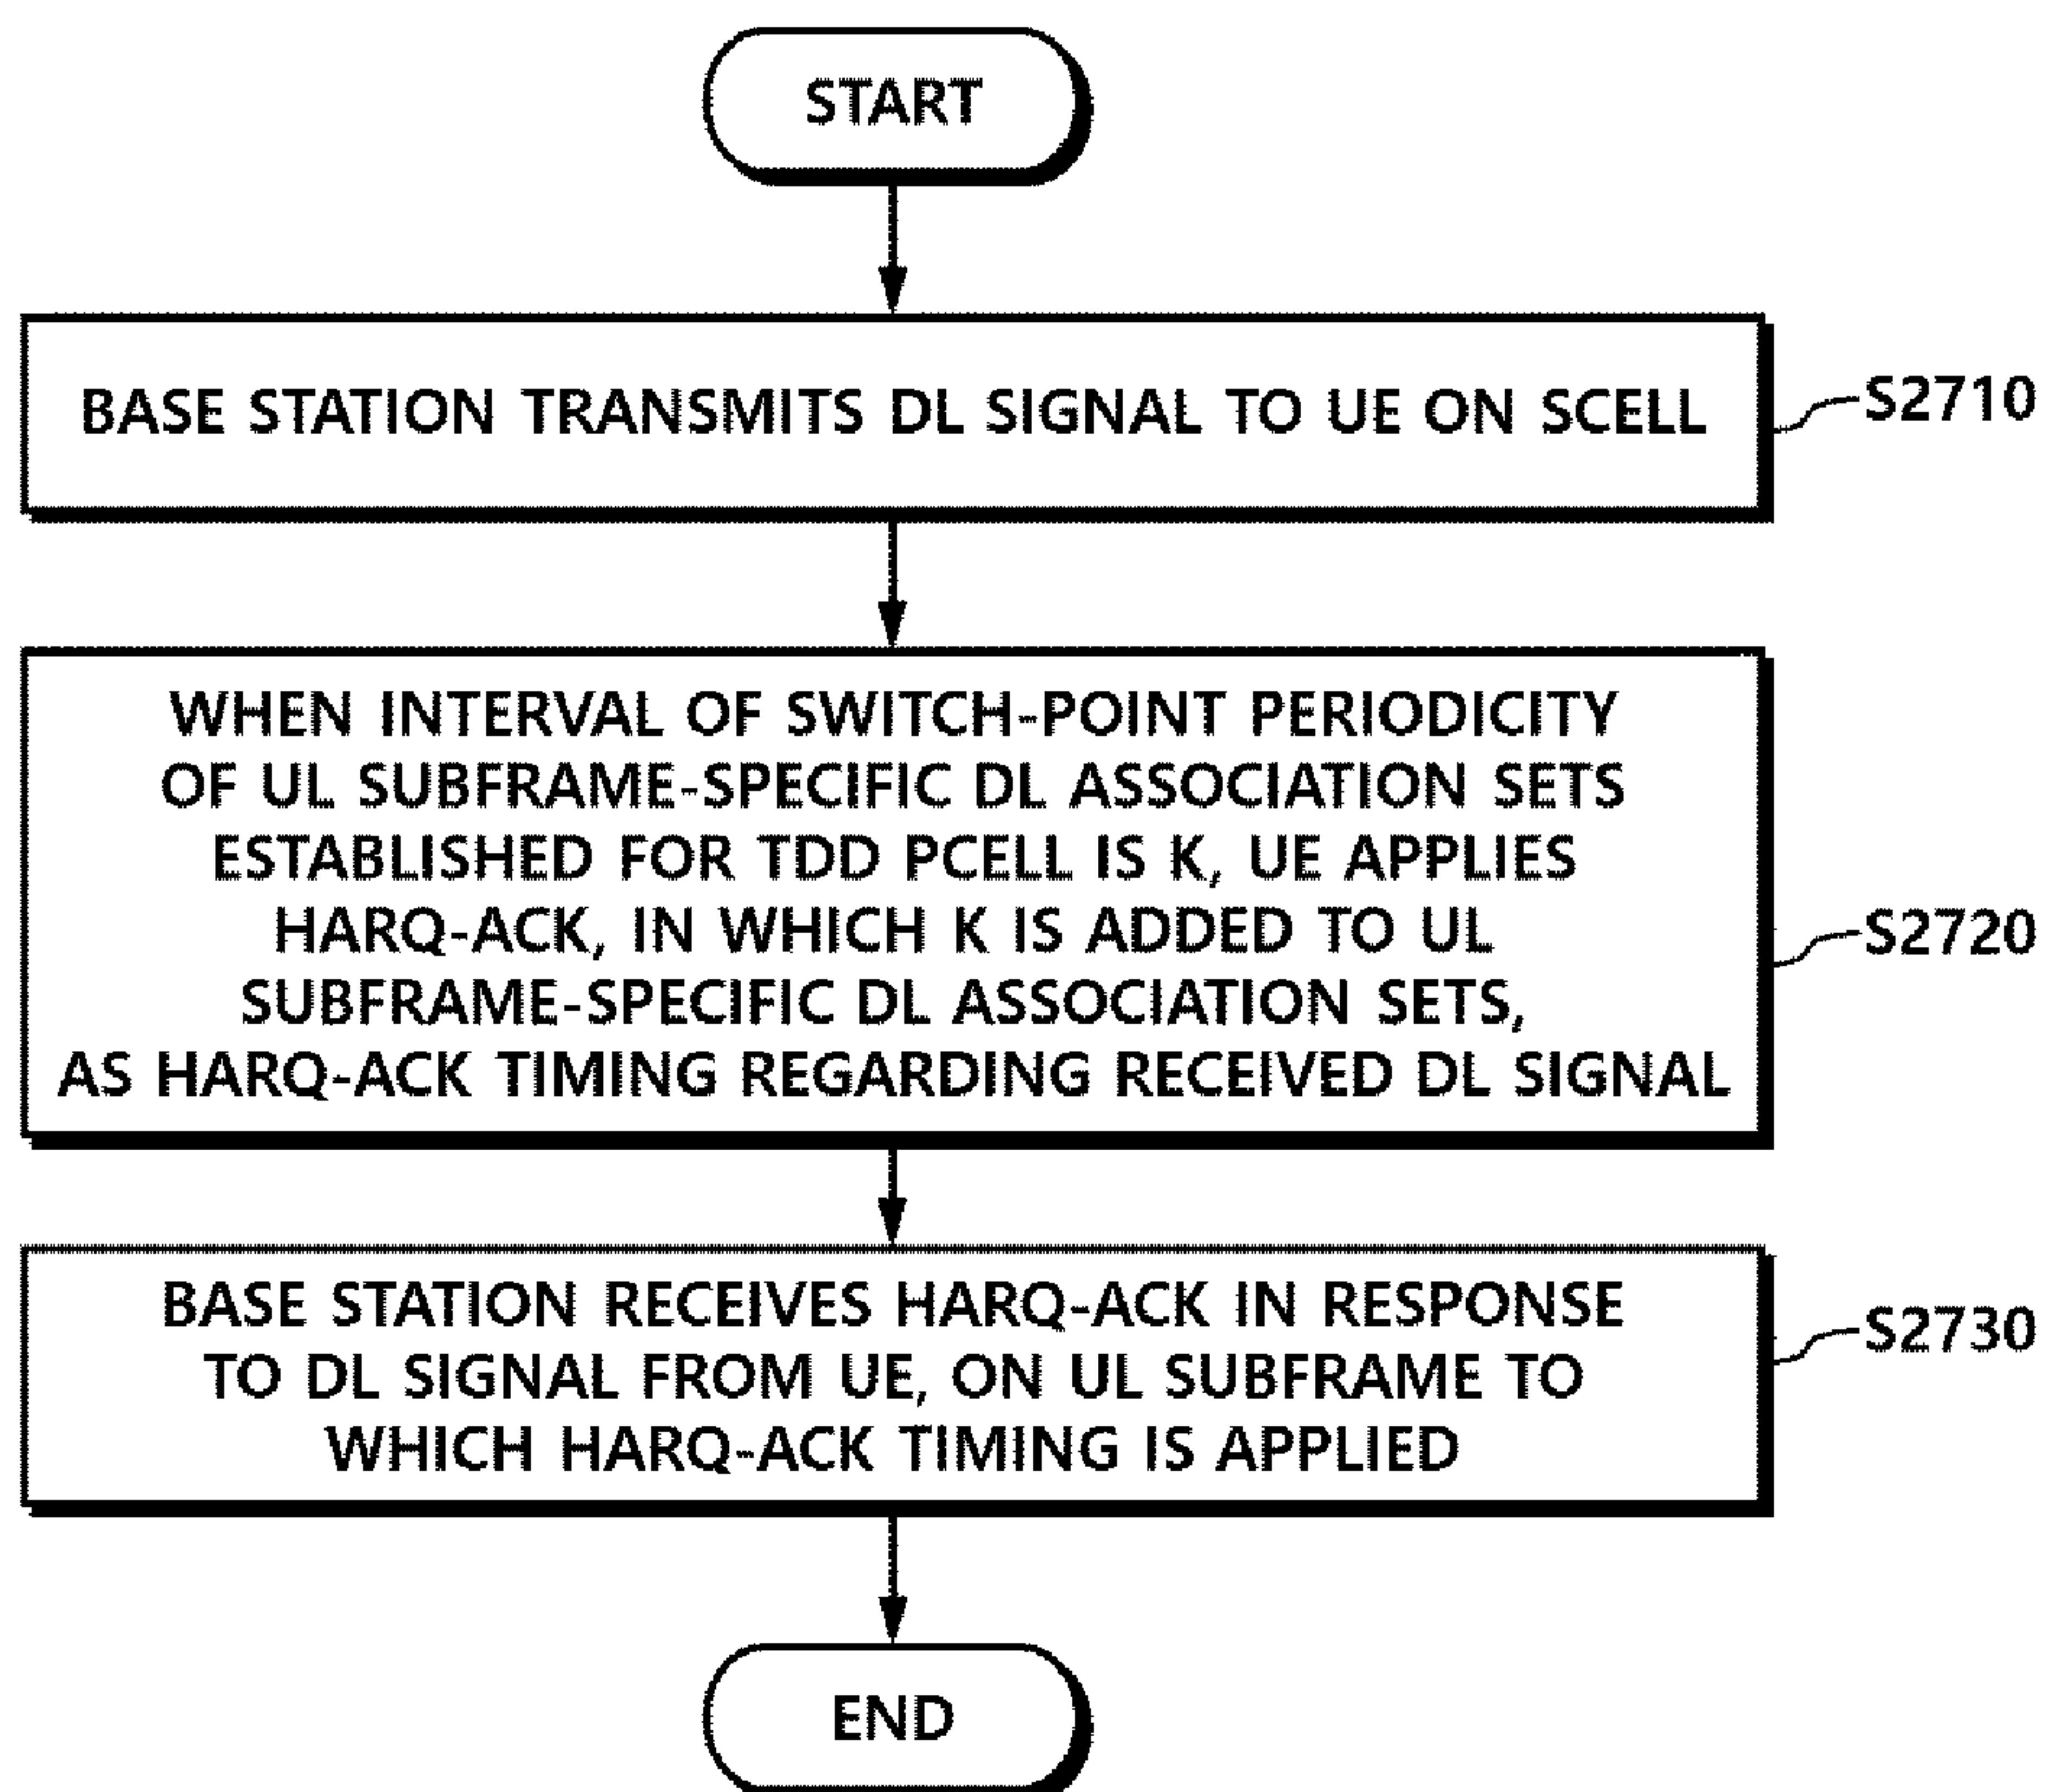 START
BASE STATION TRANSMITS DL SIGNAL TO UE ON SCELL
S2710
WHEN INTERVAL OF SWITCH-POINT PERIODICITY
OF UL SUBFRAME-SPECIFIC DL ASSOCIATION SETS
ESTABLISHED FOR TDD PCELL IS K, UE APPLIES
HARQ-ACK, IN WHICH K IS ADDED TO UL
SUBFRAME-SPECIFIC DL ASSOCIATION SETS,
AS HARQ-ACK TIMING REGARDING RECEIVED DL SIGNAL
S2720
BASE STATION RECEIVES HARQ-ACK IN RESPONSE
TO DL SIGNAL FROM UE, ON UL SUBFRAME TO
WHICH HARQ-ACK TIMING IS APPLIED
S2730
END